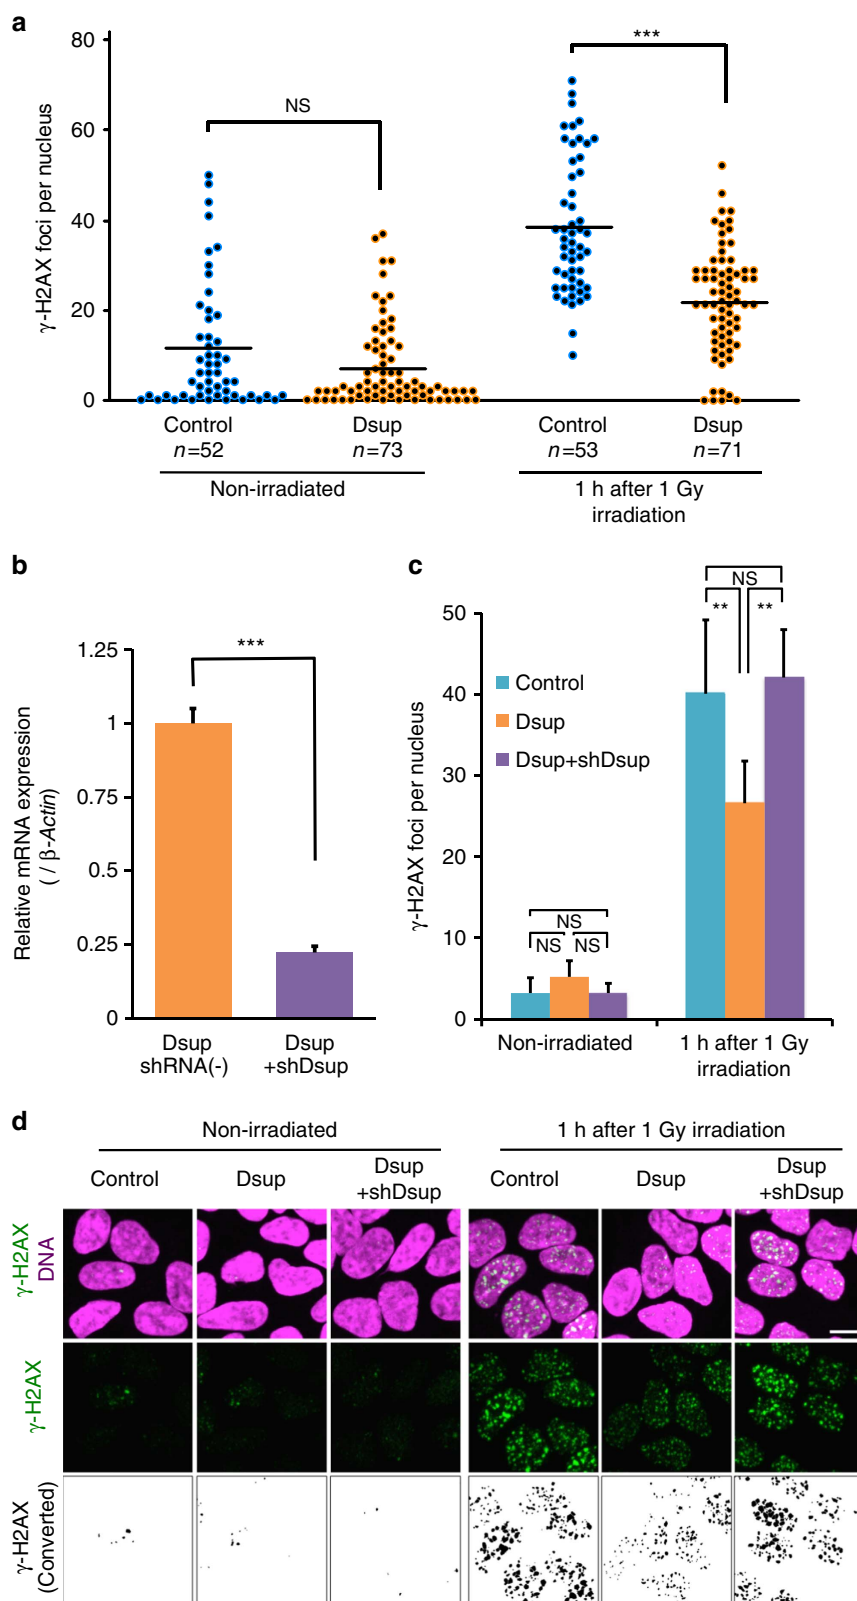 a
γ-H2AX foci per nucleus
80
60
40
20
0
NS
***
Control
n=52
Dsup
n=73
Control
n=53
Dsup
n=71
Non-irradiated
1 h after 1 Gy
irradiation
b
Relative mRNA expression
( / β-Actin)
1.25
1
0.75
0.5
0.25
0
***
Dsup
shRNA(-)
Dsup
+shDsup
c
γ-H2AX foci per nucleus
50
40
30
20
10
0
Control
Dsup
Dsup+shDsup
NS
NS
NS
NS
**
**
Non-irradiated
1 h after 1 Gy
irradiation
d
Non-irradiated
1 h after 1 Gy irradiation
Control
Dsup
Dsup
+shDsup
Control
Dsup
Dsup
+shDsup
γ-H2AX
DNA
γ-H2AX
γ-H2AX
(Converted)